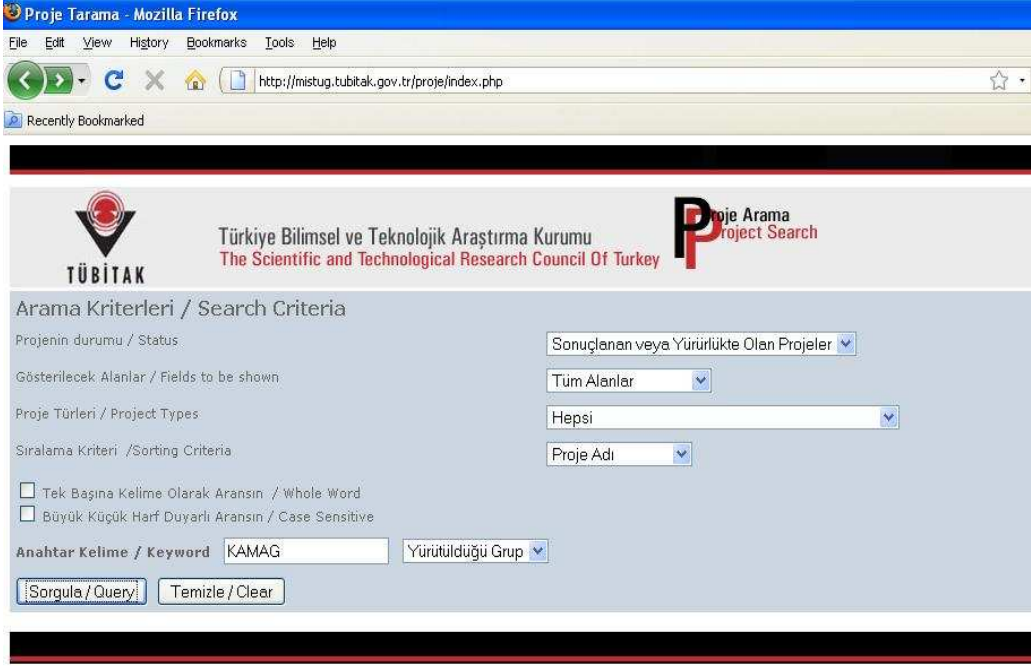 Proje Tarama - Mozilla Firefox
File Edit View History Bookmarks Tools Help
http://mistug.tubitak.gov.tr/proje/index.php
Recently Bookmarked
TÜBİTAK
Türkiye Bilimsel ve Teknolojik Araştırma Kurumu
The Scientific and Technological Research Council Of Turkey
Proje Arama
Project Search
Arama Kriterleri / Search Criteria
Projenin durumu / Status Sonuçlanan veya Yürürlükte Olan Projeler
Gösterilecek Alanlar / Fields to be shown Tüm Alanlar
Proje Türleri / Project Types Hepsi
Sıralama Kriteri /Sorting Criteria Proje Adı
Tek Başına Kelime Olarak Aransın / Whole Word
Büyük Küçük Harf Duyarlı Aransın / Case Sensitive
Anahtar Kelime / Keyword KAMAG Yürütüldüğü Grup
Sorgula / Query Temizle / Clear